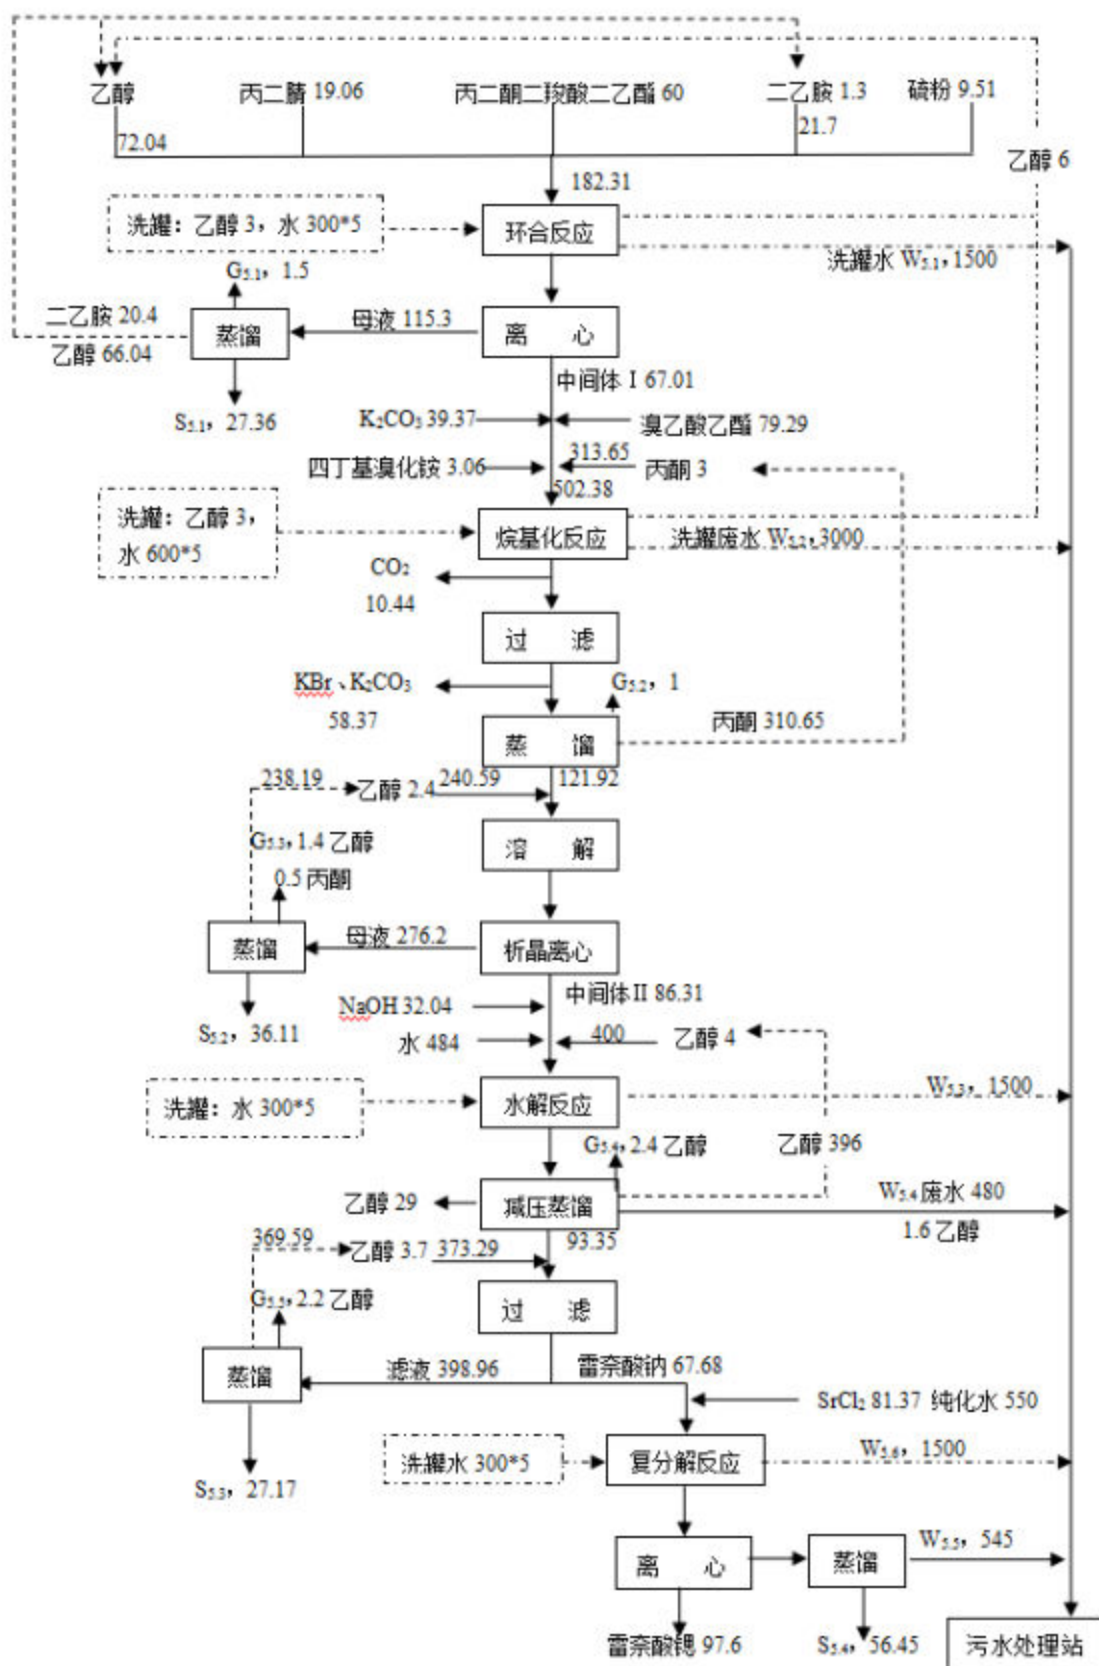 乙醇
丙二腈 19.06
丙二酮二羧酸二乙酯 60
二乙胺 1.3
硫粉 9.51
72.04
21.7
乙醇 6
182.31
洗罐：乙醇 3，水 300*5
环合反应
洗罐水 W5.1，1500
G5.1，1.5
二乙胺 20.4
乙醇 66.04
蒸馏
母液 115.3
离 心
中间体Ⅰ67.01
S5.1，27.36
K2CO3 39.37
溴乙酸乙酯 79.29
四丁基溴化铵 3.06
313.65
丙酮 3
502.38
洗罐：乙醇 3，
水 600*5
烷基化反应
洗罐废水 W5.2，3000
CO2
10.44
过 滤
KBr、K2CO3
58.37
G5.2，1
蒸 馏
丙酮 310.65
238.19
乙醇 2.4
240.59
121.92
G5.3，1.4 乙醇
0.5 丙酮
溶 解
蒸馏
母液 276.2
析晶离心
中间体Ⅱ 86.31
NaOH 32.04
S5.2，36.11
水 484
400
乙醇 4
洗罐：水 300*5
水解反应
W5.3，1500
G5.4，2.4 乙醇
乙醇 396
乙醇 29
减压蒸馏
W5.4 废水 480
1.6 乙醇
369.59
乙醇 3.7
373.29
93.35
G5.5，2.2 乙醇
过 滤
蒸馏
滤液 398.96
雷奈酸钠 67.68
SrCl2 81.37 纯化水 550
S5.3，27.17
洗罐水 300*5
复分解反应
W5.6，1500
离 心
蒸馏
W5.5，545
雷奈酸锶 97.6
S5.4，56.45
污水处理站